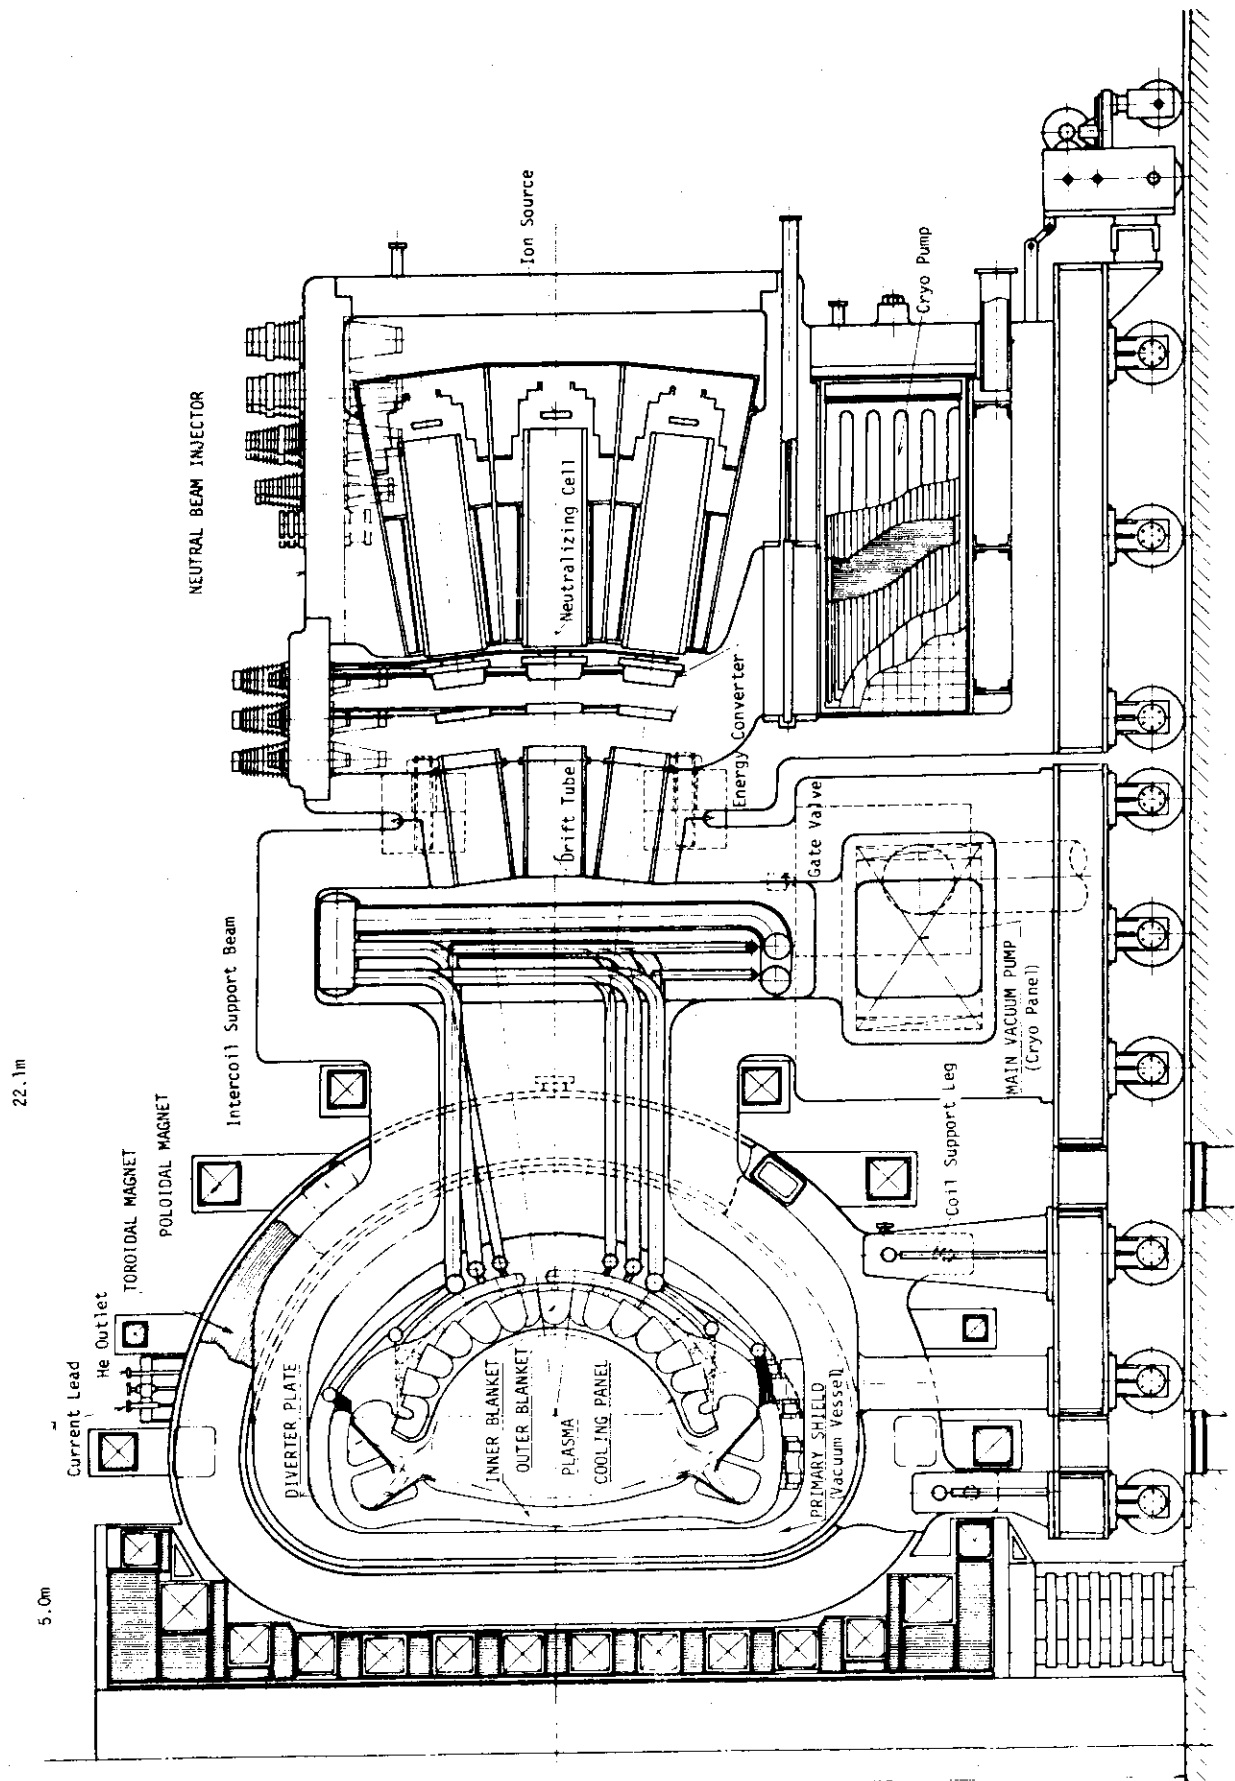 5.0m
22.1m
Current Lead
He Outlet
TOROIDAL MAGNET
POLOIDAL MAGNET
Intercoil Support Beam
NEUTRAL BEAM INJECTOR
DIVERTER PLATE
INNER BLANKET
OUTER BLANKET
PLASMA
COOLING PANEL
PRIMARY SHIELD
(Vacuum Vessel)
Drift Tube
Neutralizing Cell
Ion Source
Energy Converter
Gate Valve
Cryo Pump
MAIN VACUUM PUMP
(Cryo Panel)
Coil Support Leg